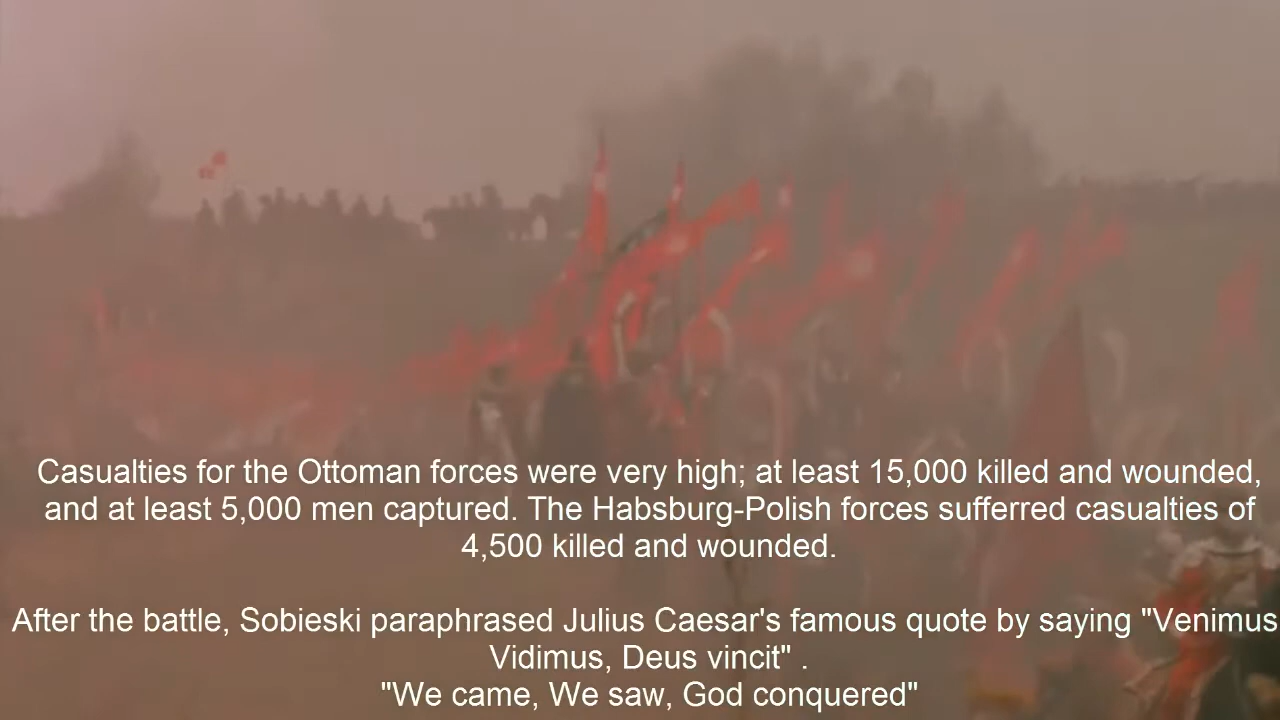 Casualties for the Ottoman forces were very high; at least 15,000 killed and wounded,
and at least 5,000 men captured. The Habsburg-Polish forces sufferred casualties of
4,500 killed and wounded.
After the battle, Sobieski paraphrased Julius Caesar's famous quote by saying "Venimus
Vidimus, Deus vincit" .
"We came, We saw, God conquered"